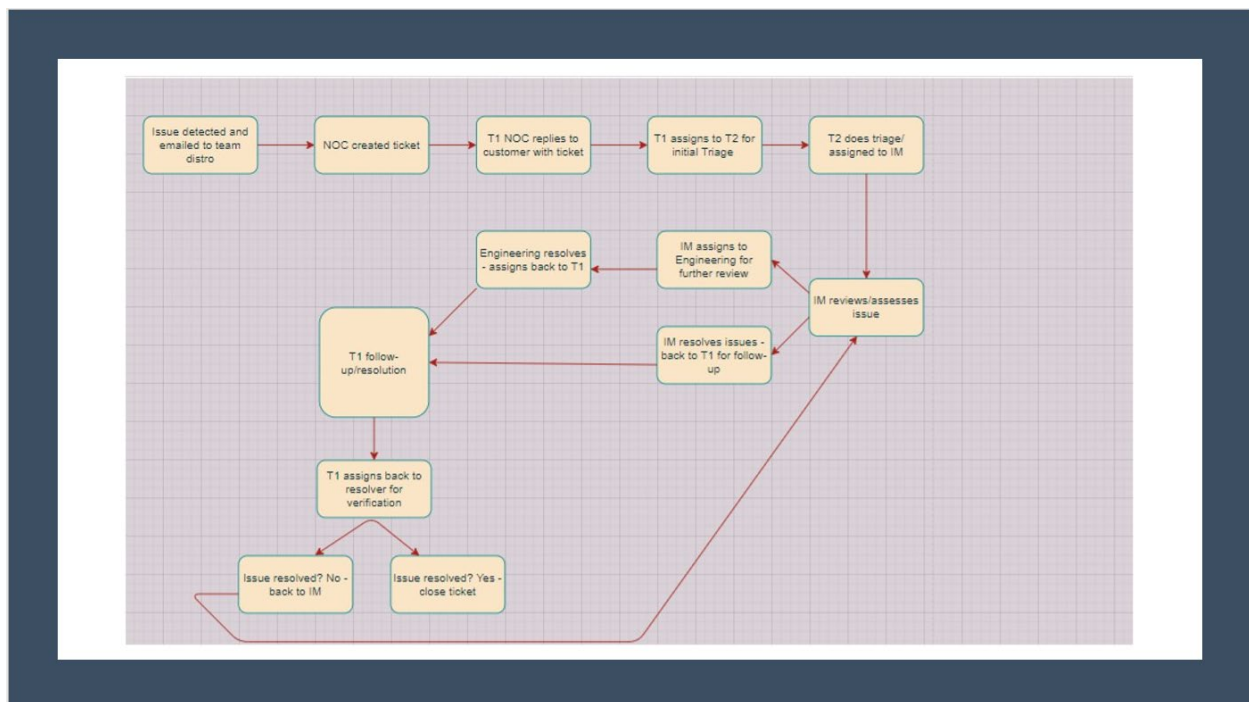 Issue detected and
emailed to team
distro
NOC created ticket
T1 NOC replies to
customer with ticket
T1 assigns to T2 for
initial Triage
T2 does triage/
assigned to IM
IM reviews/assesses
issue
IM assigns to
Engineering for
further review
Engineering resolves
- assigns back to T1
IM resolves issues -
back to T1 for follow-
up
T1 follow-
up/resolution
T1 assigns back to
resolver for
verification
Issue resolved? No -
back to IM
Issue resolved? Yes -
close ticket